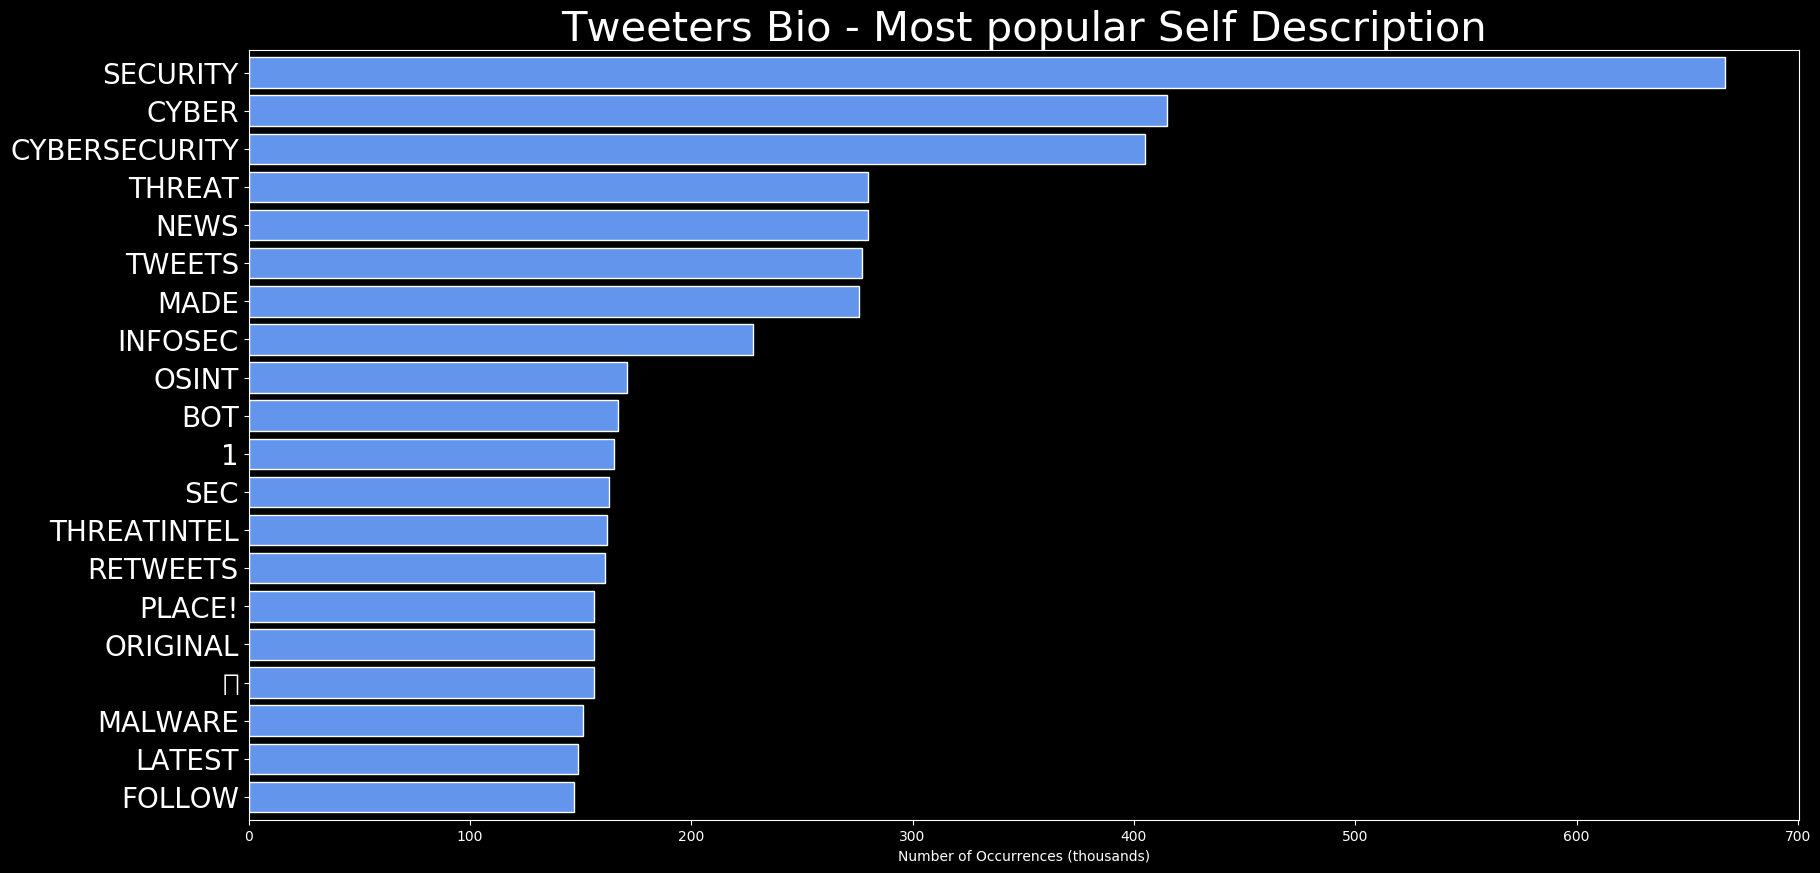 Tweeters Bio - Most popular Self Description
SECURITY
CYBER
CYBERSECURITY
THREAT
NEWS
TWEETS
MADE
INFOSEC
OSINT
BOT
1
SEC
THREATINTEL
RETWEETS
PLACE!
ORIGINAL
MALWARE
LATEST
FOLLOW
0 100 200 300 400 500 600 700
Number of Occurrences (thousands)